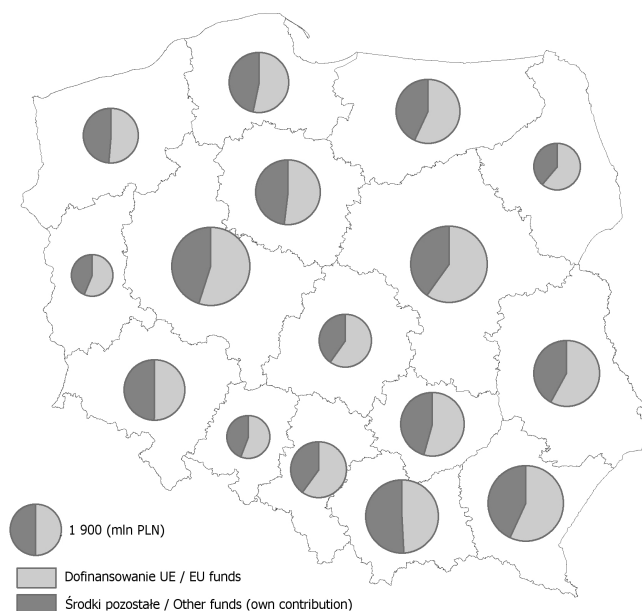 1 900 (mln PLN)
Dofinansowanie UE / EU funds
Środki pozostałe / Other funds (own contribution)